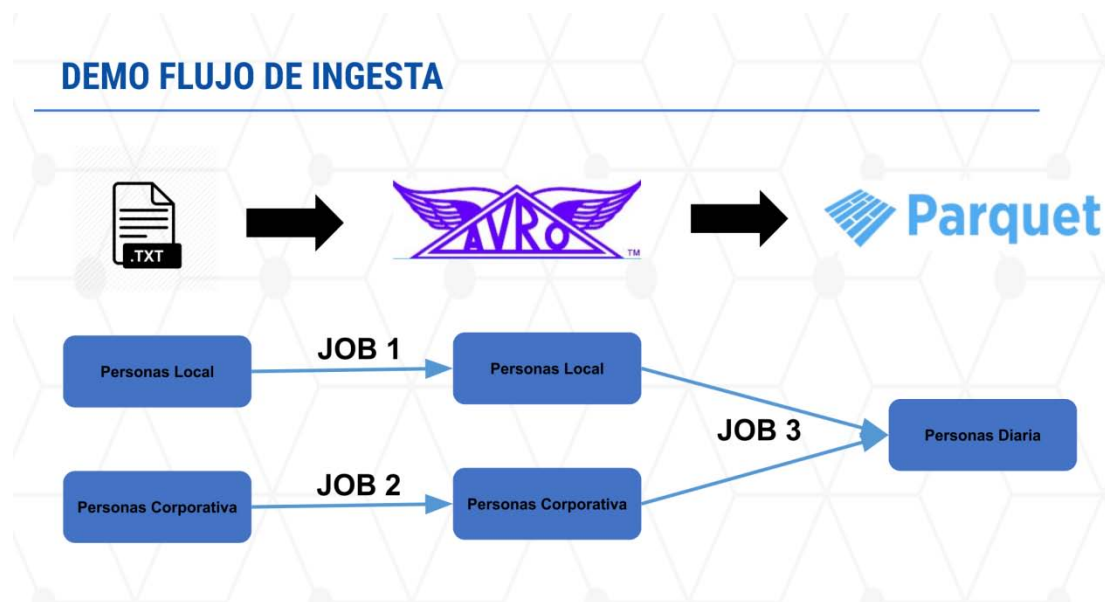 DEMO FLUJO DE INGESTA
.TXT
AVRO
TM
Parquet
Personas Local
JOB 1
Personas Local
JOB 3
Personas Diaria
Personas Corporativa
JOB 2
Personas Corporativa